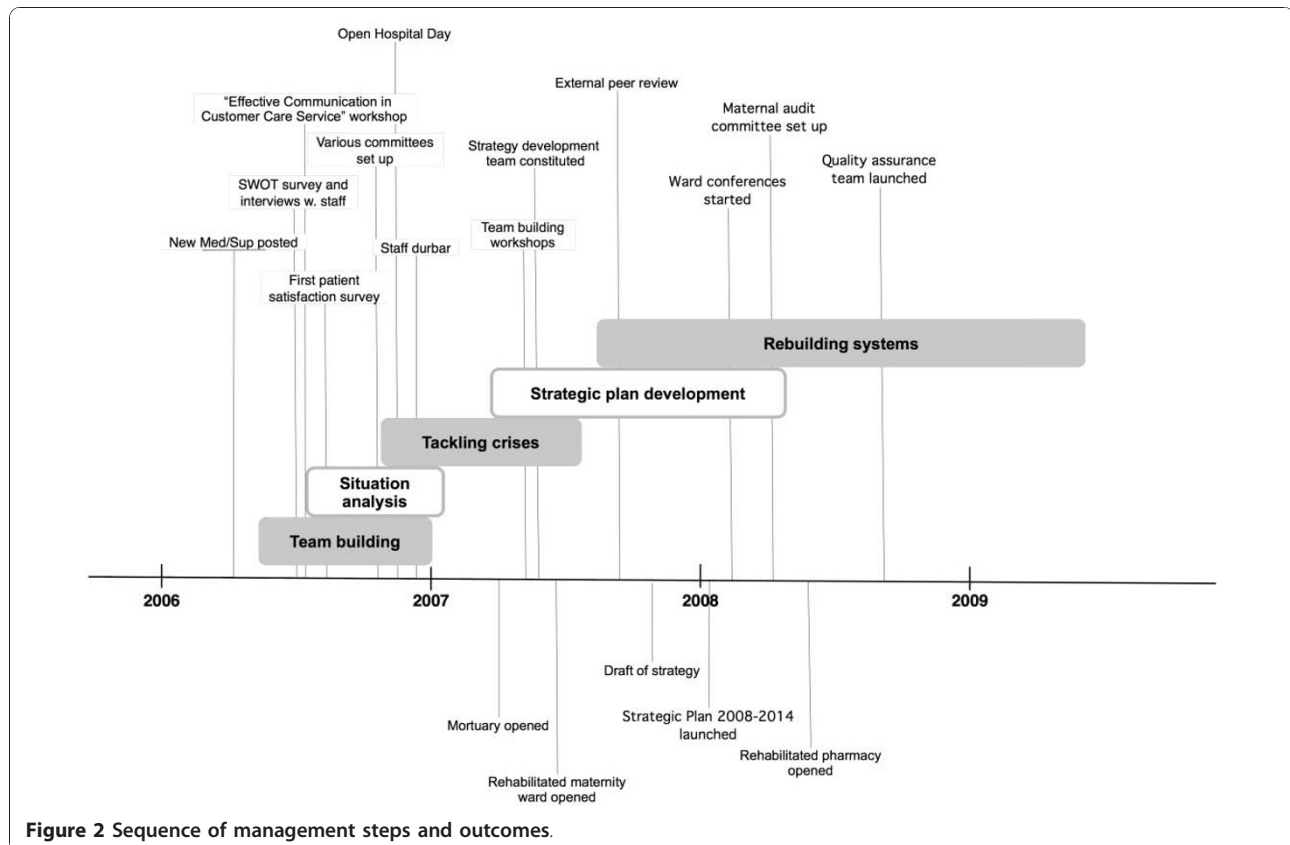 Open Hospital Day
External peer review
"Effective Communication in
Customer Care Service" workshop
Maternal audit
committee set up
Various committees
set up
Strategy development
team constituted
Quality assurance
team launched
SWOT survey and
interviews w. staff
Ward conferences
started
New Med/Sup posted
Staff durbar
Team building
workshops
First patient
satisfaction survey
Rebuilding systems
Strategic plan development
Tackling crises
Situation
analysis
Team building
2006
2007
2008
2009
Draft of strategy
Mortuary opened
Strategic Plan 2008-2014
launched
Rehabilitated pharmacy
opened
Rehabilitated maternity
ward opened
Figure 2 Sequence of management steps and outcomes.